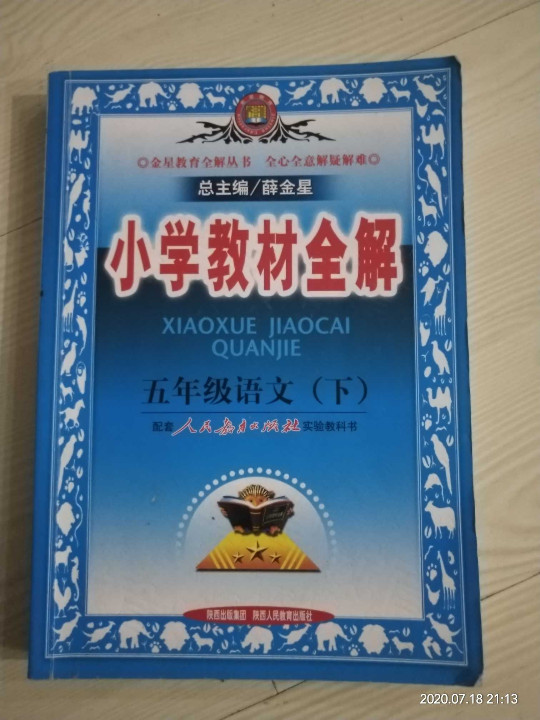 ◎金星教育全解丛书 全心全意解疑解难◎
总主编/薛金星
小学教材全解
XIAOXUE JIAOCAI
QUANJIE
五年级语文（下）
配套人民教育出版社实验教科书
陕西出版集团 陕西人民教育出版社
2020.07.18 21:13